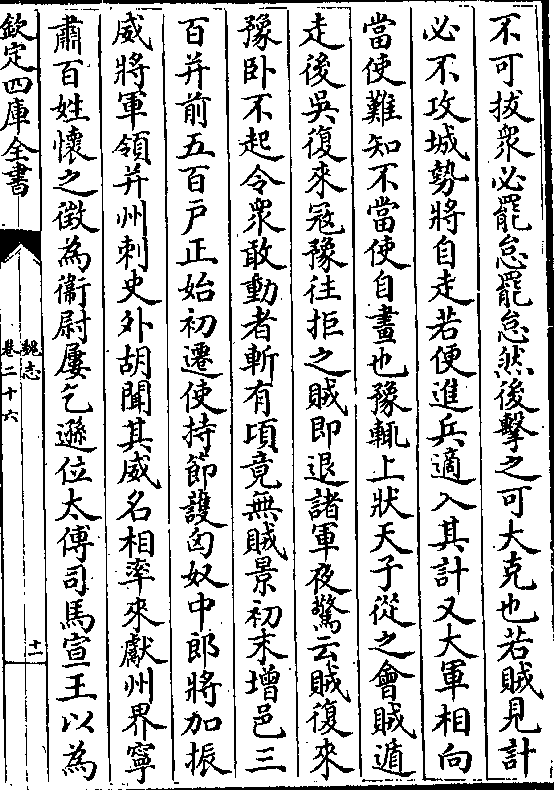 不可拔衆必罷怠罷怠然後擊之可大克也若賊見計
必不攻城勢將自走若便進兵適入其計又大軍相向
當使難知不當使自畫也豫輒上狀天子從之會賊遁
走後吳復來寇豫往拒之賊即退諸軍夜驚云賊復來
豫卧不起令衆敢動者斬有頃竟無賊景初末增邑三
百并前五百戸正始初遷使持節護匈奴中郎將加振
威將軍領并州刺史外胡聞其威名相率來獻州界寧
肅百姓懷之徵為衞尉屢乞遜位太傅司馬宣王以為
欽定四庫全書
魏志
卷二十六
十一